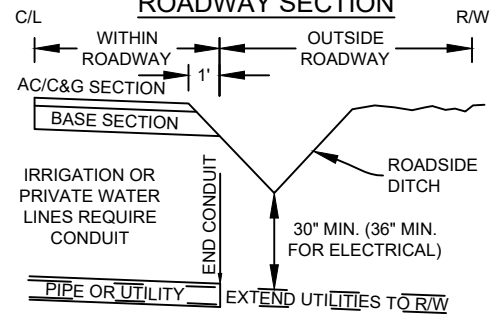 ROADWAY SECTION
C/L
R/W
WITHIN
ROADWAY
OUTSIDE
ROADWAY
1'
AC/C&G SECTION
BASE SECTION
IRRIGATION OR
PRIVATE WATER
LINES REQUIRE
CONDUIT
END CONDUIT
ROADSIDE
DITCH
30" MIN. (36" MIN.
FOR ELECTRICAL)
PIPE OR UTILITY
EXTEND UTILITIES TO R/W